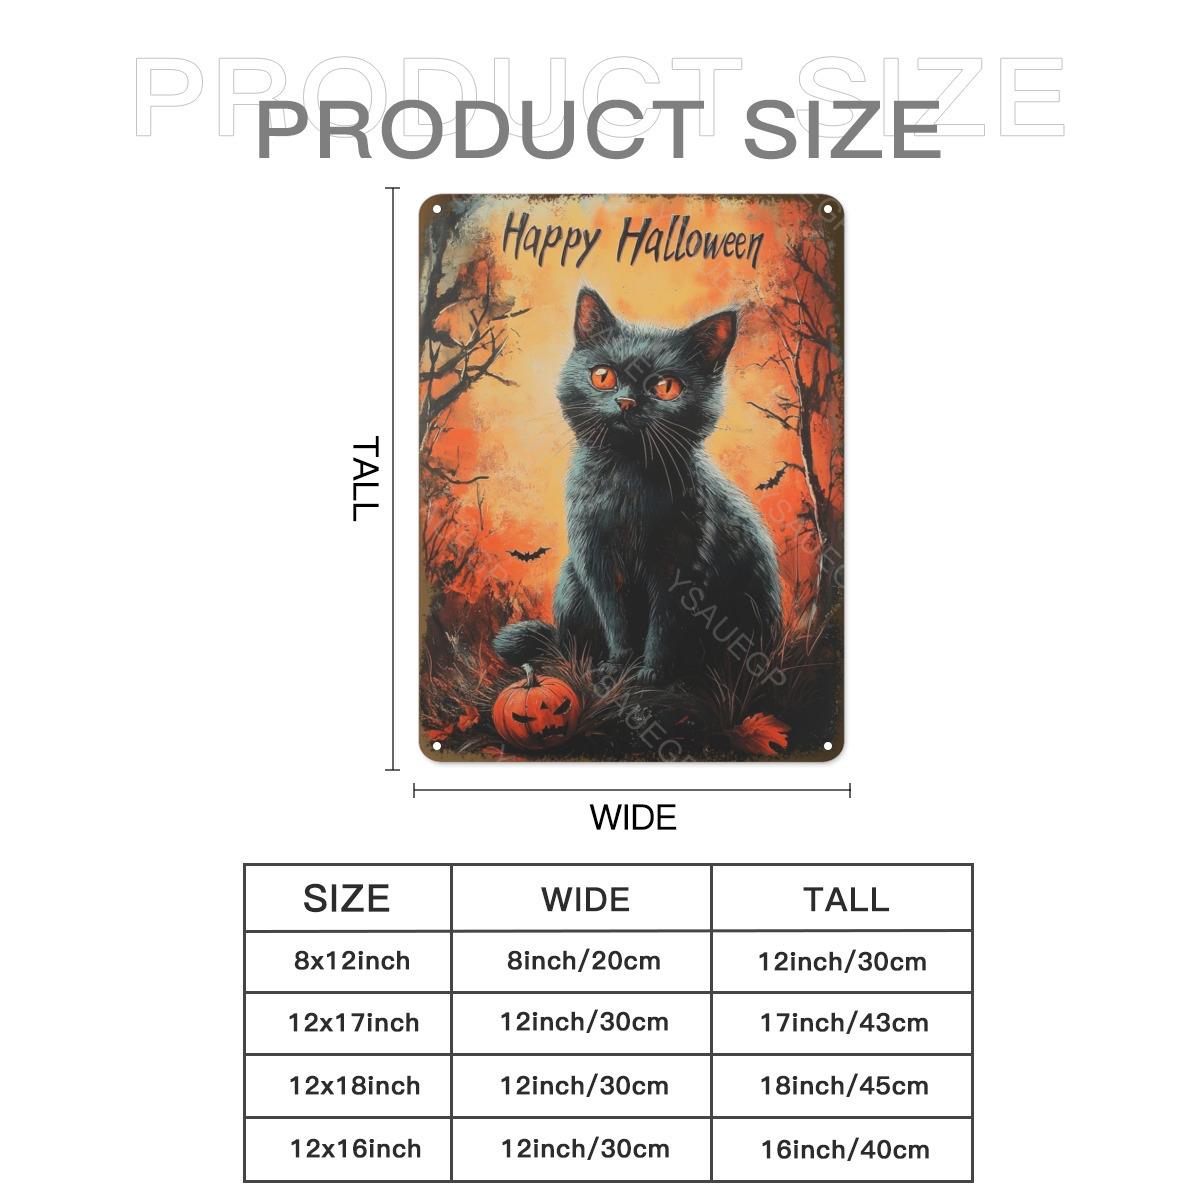 PRODUCT SIZE
PRODUCT SIZE
Happy Halloween
YSAUEGP
YSAUEGP
YSAUEGP
TALL
WIDE
SIZE WIDE TALL
8x12inch 8inch/20cm 12inch/30cm
12x17inch 12inch/30cm 17inch/43cm
12x18inch 12inch/30cm 18inch/45cm
12x16inch 12inch/30cm 16inch/40cm